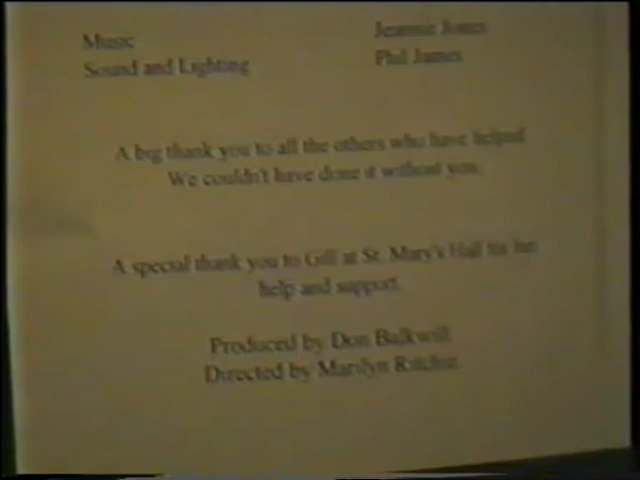 Music Jeannie Jones
Sound and Lighting Phil James
A big thank you to all the others who have helped
We couldn't have done it without you.
A special thank you to Gill at St. Mary's Hall for her
help and support.
Produced by Don Balkwill
Directed by Marilyn Ritchie